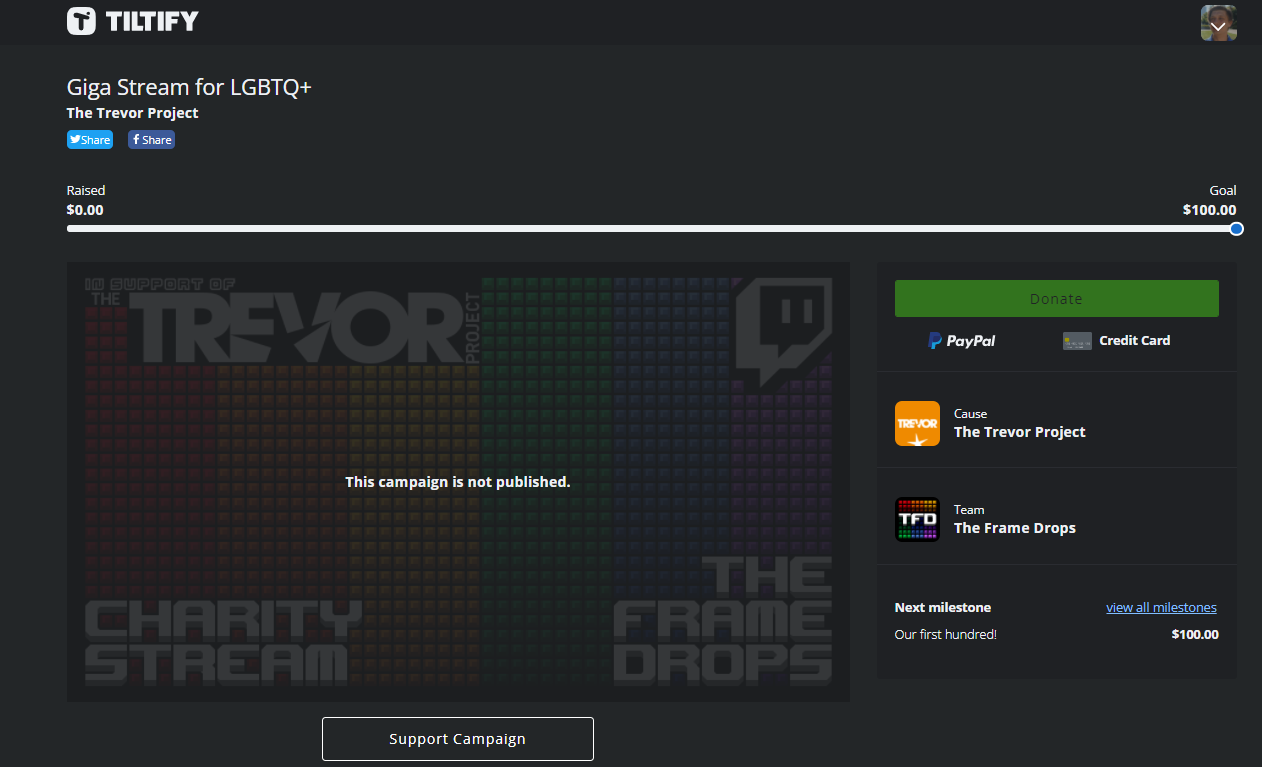 TILTIFY
Giga Stream for LGBTQ+
The Trevor Project
Share
Share
Raised
Goal
$0.00
$100.00
IN SUPPORT OF
THE
TREVOR
PROJECT
This campaign is not published.
CHARITY
STREAM
THE
FRAME
DROPS
Donate
PayPal
Credit Card
TREVOR
Cause
The Trevor Project
TFD
Team
The Frame Drops
Next milestone
view all milestones
Our first hundred!
$100.00
Support Campaign